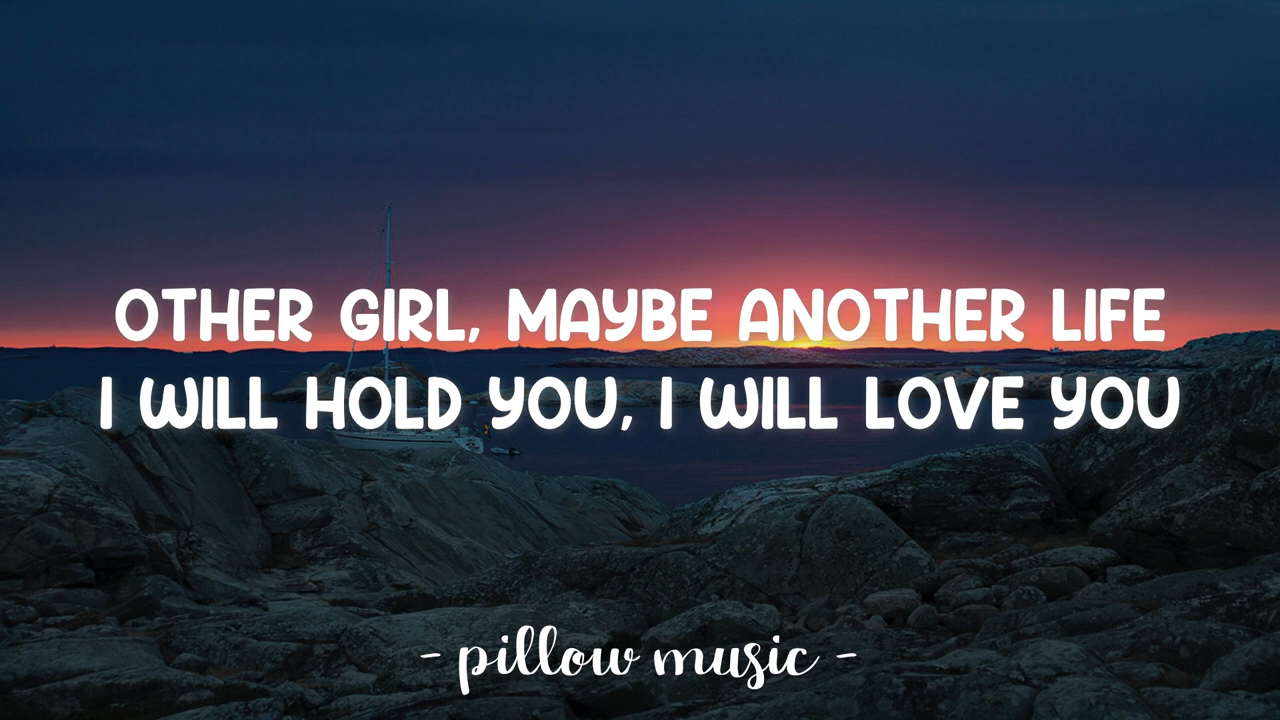 OTHER GIRL, MAYBE ANOTHER LIFE
I WILL HOLD YOU, I WILL LOVE YOU
- pillow music -